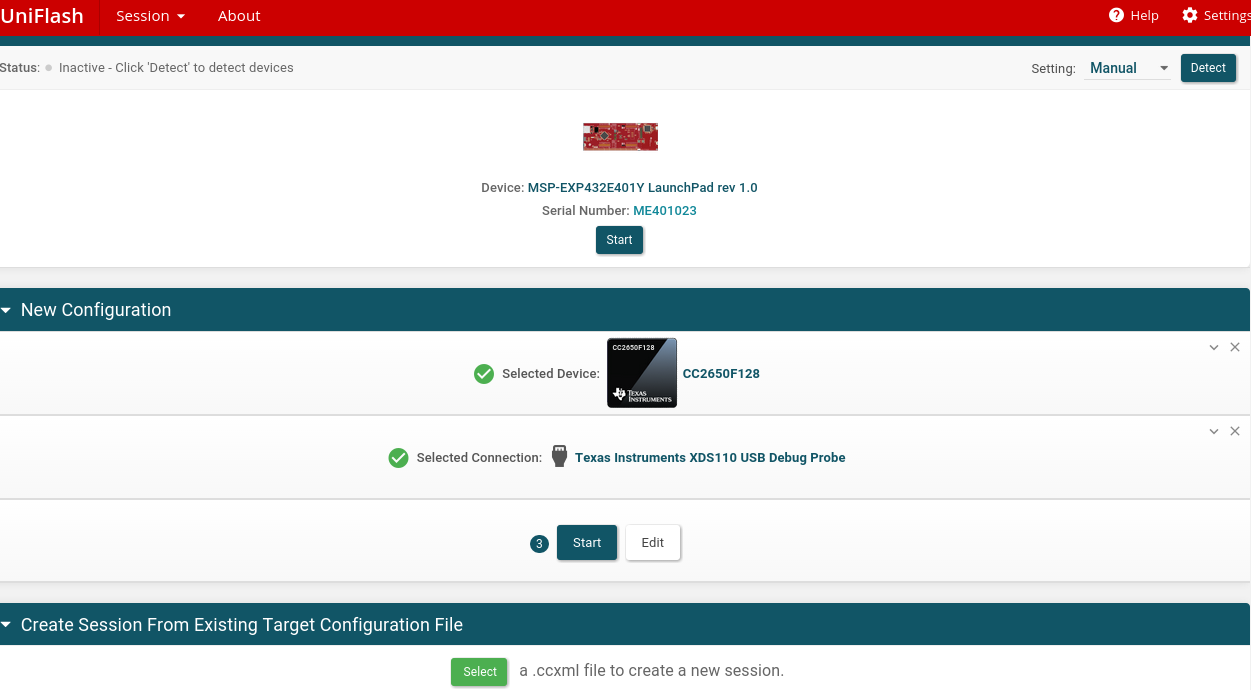 UniFlash Session About Help Settings
Status: Inactive - Click 'Detect' to detect devices Setting: Manual Detect
Device: MSP-EXP432E401Y LaunchPad rev 1.0
Serial Number: ME401023
Start
New Configuration
CC2650F128
Selected Device: CC2650F128
TEXAS INSTRUMENTS
Selected Connection: Texas Instruments XDS110 USB Debug Probe
3 Start Edit
Create Session From Existing Target Configuration File
Select a .ccxml file to create a new session.